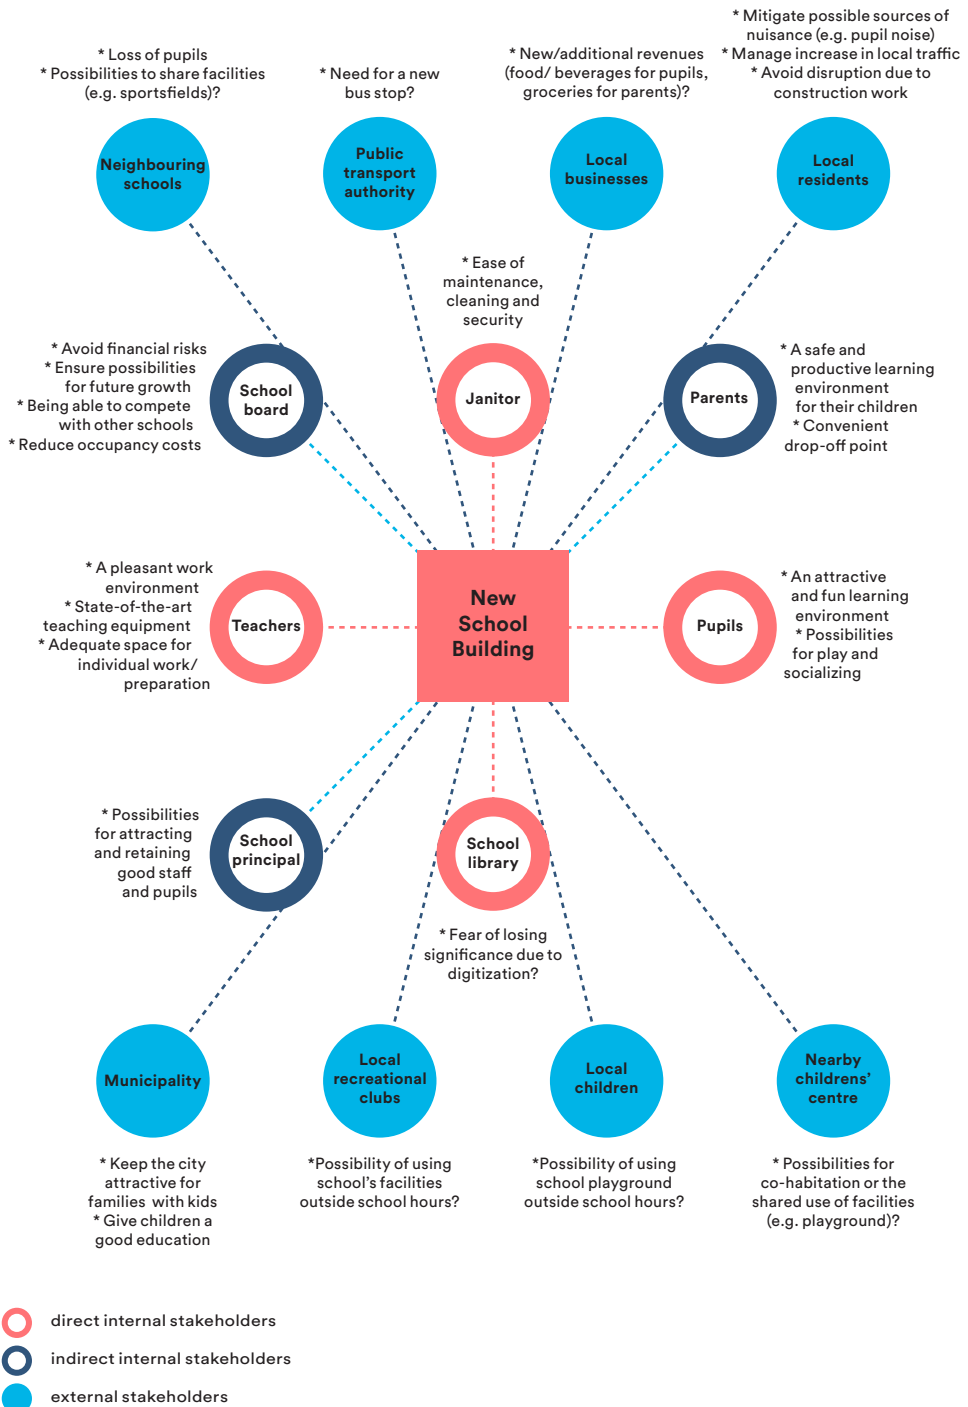 * Loss of pupils
* Possibilities to share facilities
(e.g. sportsfields)?
* Need for a new
bus stop?
* New/additional revenues
(food/ beverages for pupils,
groceries for parents)?
* Mitigate possible sources of
nuisance (e.g. pupil noise)
* Manage increase in local traffic
* Avoid disruption due to
construction work
Neighbouring
schools
Public
transport
authority
Local
businesses
Local
residents
* Ease of
maintenance,
cleaning and
security
* Avoid financial risks
* Ensure possibilities
for future growth
* Being able to compete
with other schools
* Reduce occupancy costs
School
board
Janitor
Parents
* A safe and
productive learning
environment
for their children
* Convenient
drop-off point
* A pleasant work
environment
* State-of-the-art
teaching equipment
* Adequate space for
individual work/
preparation
Teachers
New
School
Building
Pupils
* An attractive
and fun learning
environment
* Possibilities
for play and
socializing
* Possibilities
for attracting
and retaining
good staff
and pupils
School
principal
School
library
* Fear of losing
significance due to
digitization?
Municipality
Local
recreational
clubs
Local
children
Nearby
childrens’
centre
* Keep the city
attractive for
families with kids
* Give children a
good education
*Possibility of using
school’s facilities
outside school hours?
*Possibility of using
school playground
outside school hours?
* Possibilities for
co-habitation or the
shared use of facilities
(e.g. playground)?
direct internal stakeholders
indirect internal stakeholders
external stakeholders